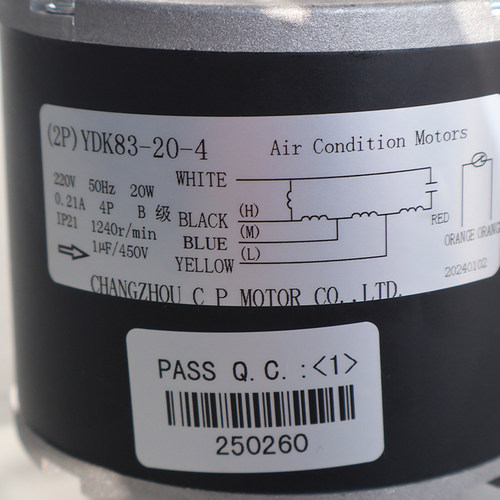 (2P) YDK83-20-4
Air Condition Motors
220V 50Hz 20W
0.21A 4P B 级
IP21 1240r/min
1μF/450V
WHITE
BLACK (H)
BLUE (M)
YELLOW (L)
RED
ORANGE ORANGE
20240102
CHANGZHOU C P MOTOR CO.,LTD.
PASS Q.C.:<1>
250260